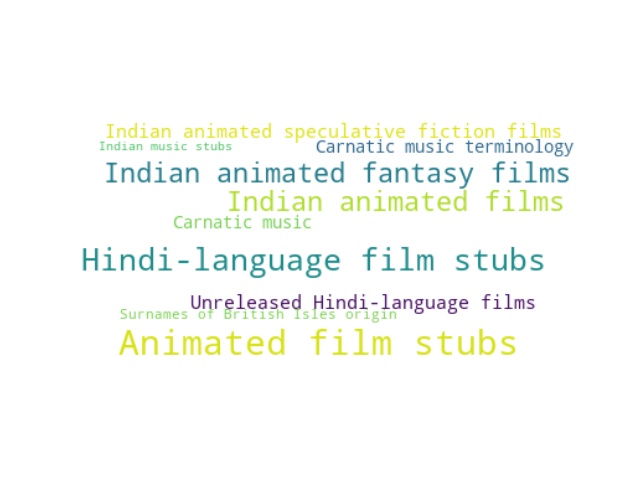 Indian animated speculative fiction films
Indian music stubs
Carnatic music terminology
Indian animated fantasy films
Indian animated films
Carnatic music
Hindi-language film stubs
Unreleased Hindi-language films
Surnames of British Isles origin
Animated film stubs